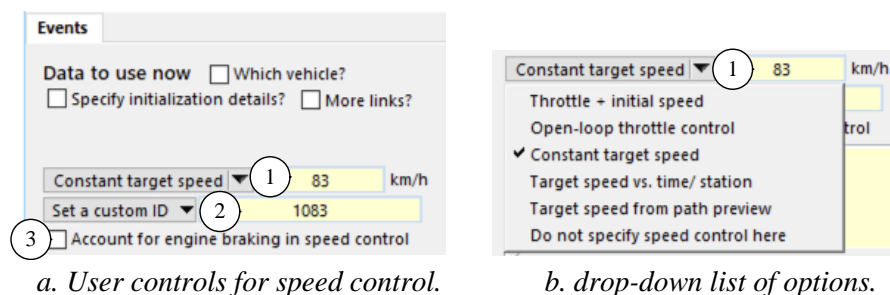 Events
Data to use now Which vehicle?
Specify initialization details? More links?
Constant target speed 1 83 km/h
Set a custom ID 2 1083
3 Account for engine braking in speed control
a. User controls for speed control.
Constant target speed 1 83 km/h
Throttle + initial speed
Open-loop throttle control trol
Constant target speed
Target speed vs. time/ station
Target speed from path preview
Do not specify speed control here
b. drop-down list of options.